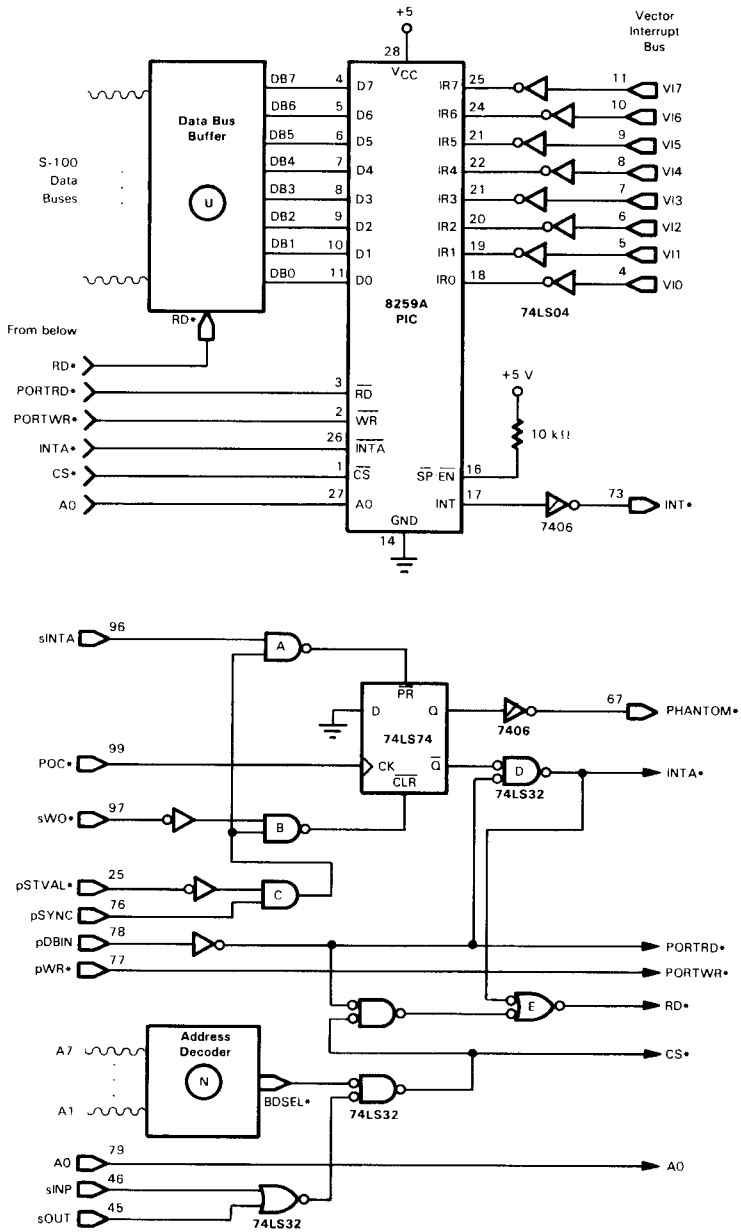 +5
Vector
Interrupt
Bus
28
VCC
Data Bus
Buffer
U
S-100
Data
Buses
DB7 4 D7
DB6 5 D6
DB5 6 D5
DB4 7 D4
DB3 8 D3
DB2 9 D2
DB1 10 D1
DB0 11 D0
IR7 25 11 VI7
IR6 24 10 VI6
IR5 21 9 VI5
IR4 22 8 VI4
IR3 21 7 VI3
IR2 20 6 VI2
IR1 19 5 VI1
IR0 18 4 VI0
8259A
PIC
74LS04
RD*
From below
RD*
PORTRD* 3 RD
PORTWR* 2 WR
INTA* 26 INTA
CS* 1 CS
A0 27 A0
+5 V
10 kΩ
SP EN 16
INT 17 73 INT*
7406
GND
14
sINTA 96
A
PR
D Q
74LS74
7406
67 PHANTOM*
POC* 99
CK Q
CLR
D
74LS32
INTA*
sWO* 97
B
pSTVAL* 25
C
pSYNC 76
pDBIN 78
PORTRD*
pWR* 77
PORTWR*
E
RD*
CS*
A7
A1
Address
Decoder
N
BDSEL*
74LS32
A0 79
A0
sINP 46
sOUT 45
74LS32